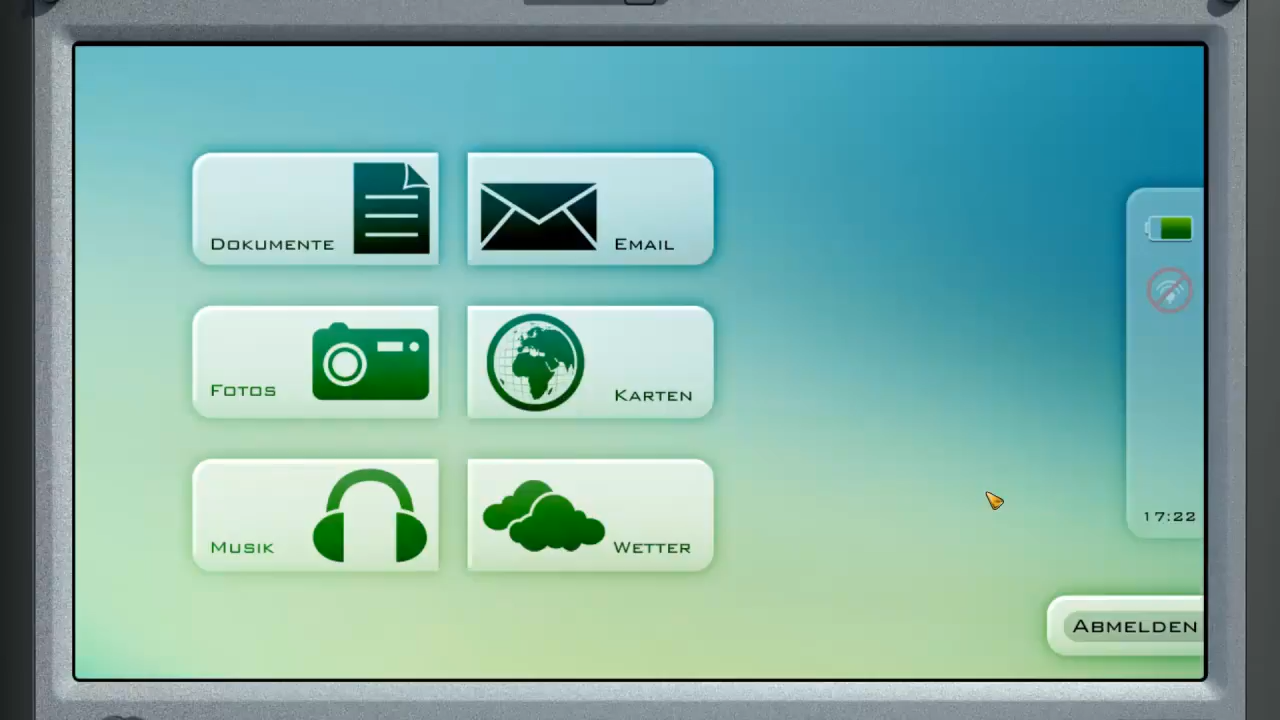 Dokumente
Email
Fotos
Karten
Musik
Wetter
17:22
Abmelden